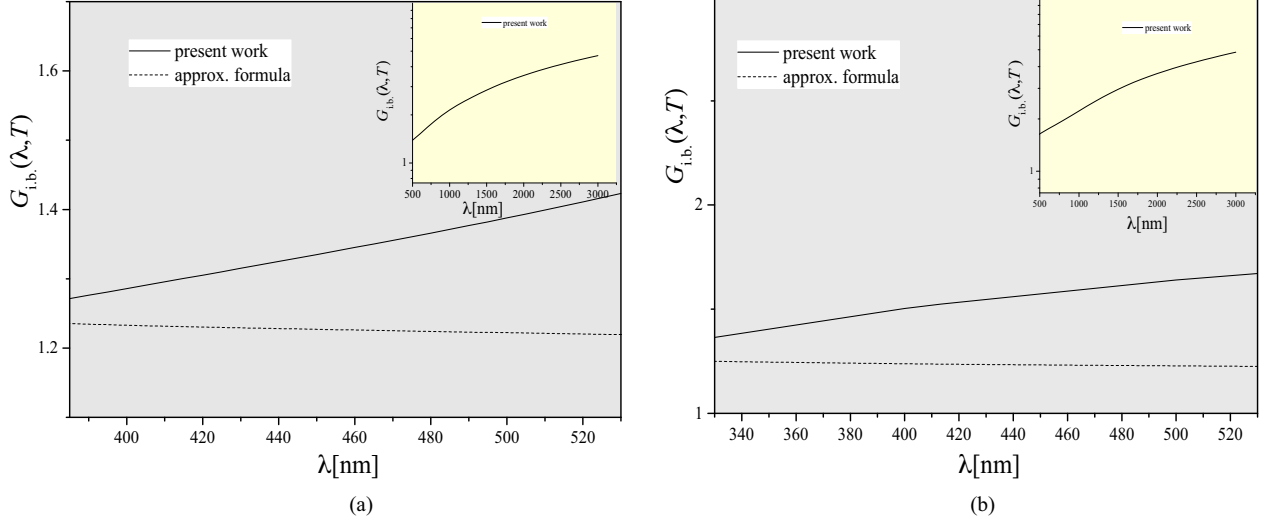 present work
approx. formula
G_i.b.(λ,T)
1.6
1.4
1.2
400 420 440 460 480 500 520
λ[nm]
present work
G_i.b.(λ,T)
1
500 1000 1500 2000 2500 3000
λ[nm]
(a)
present work
approx. formula
G_i.b.(λ,T)
2
1
340 360 380 400 420 440 460 480 500 520
λ[nm]
present work
G_i.b.(λ,T)
1
500 1000 1500 2000 2500 3000
λ[nm]
(b)